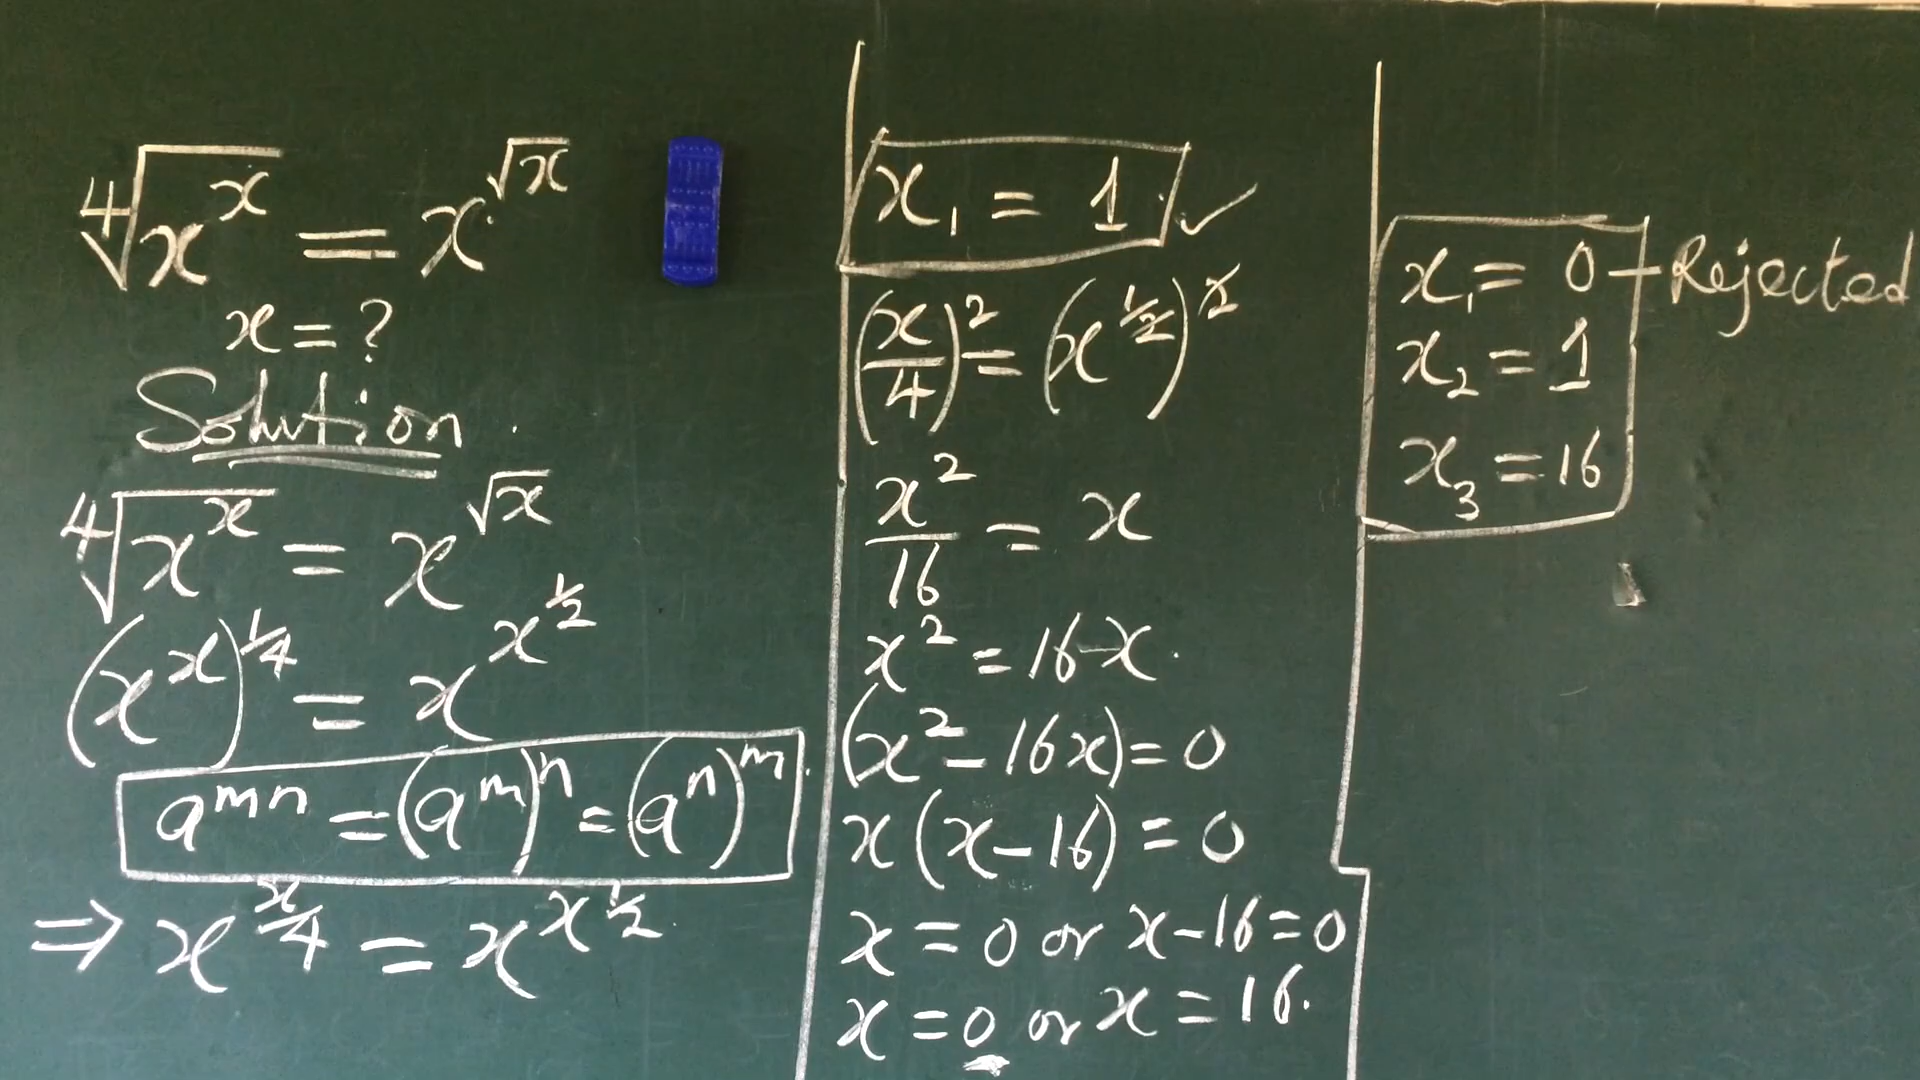 ⁴√(x^x) = x^√x
x = ?
Solution.
⁴√(x^x) = x^√x
(x^x)^(1/4) = x^(x^(1/2))
a^(mn) = (a^m)^n = (a^n)^m.
⇒ x^(x/4) = x^(x^(1/2))
x₁ = 1. ✓
(x/4)² = (x^(1/2))²
x²/16 = x
x² = 16x.
(x² - 16x) = 0
x(x - 16) = 0
x = 0 or x - 16 = 0
x = 0 or x = 16.
x₁ = 0 - Rejected
x₂ = 1
x₃ = 16